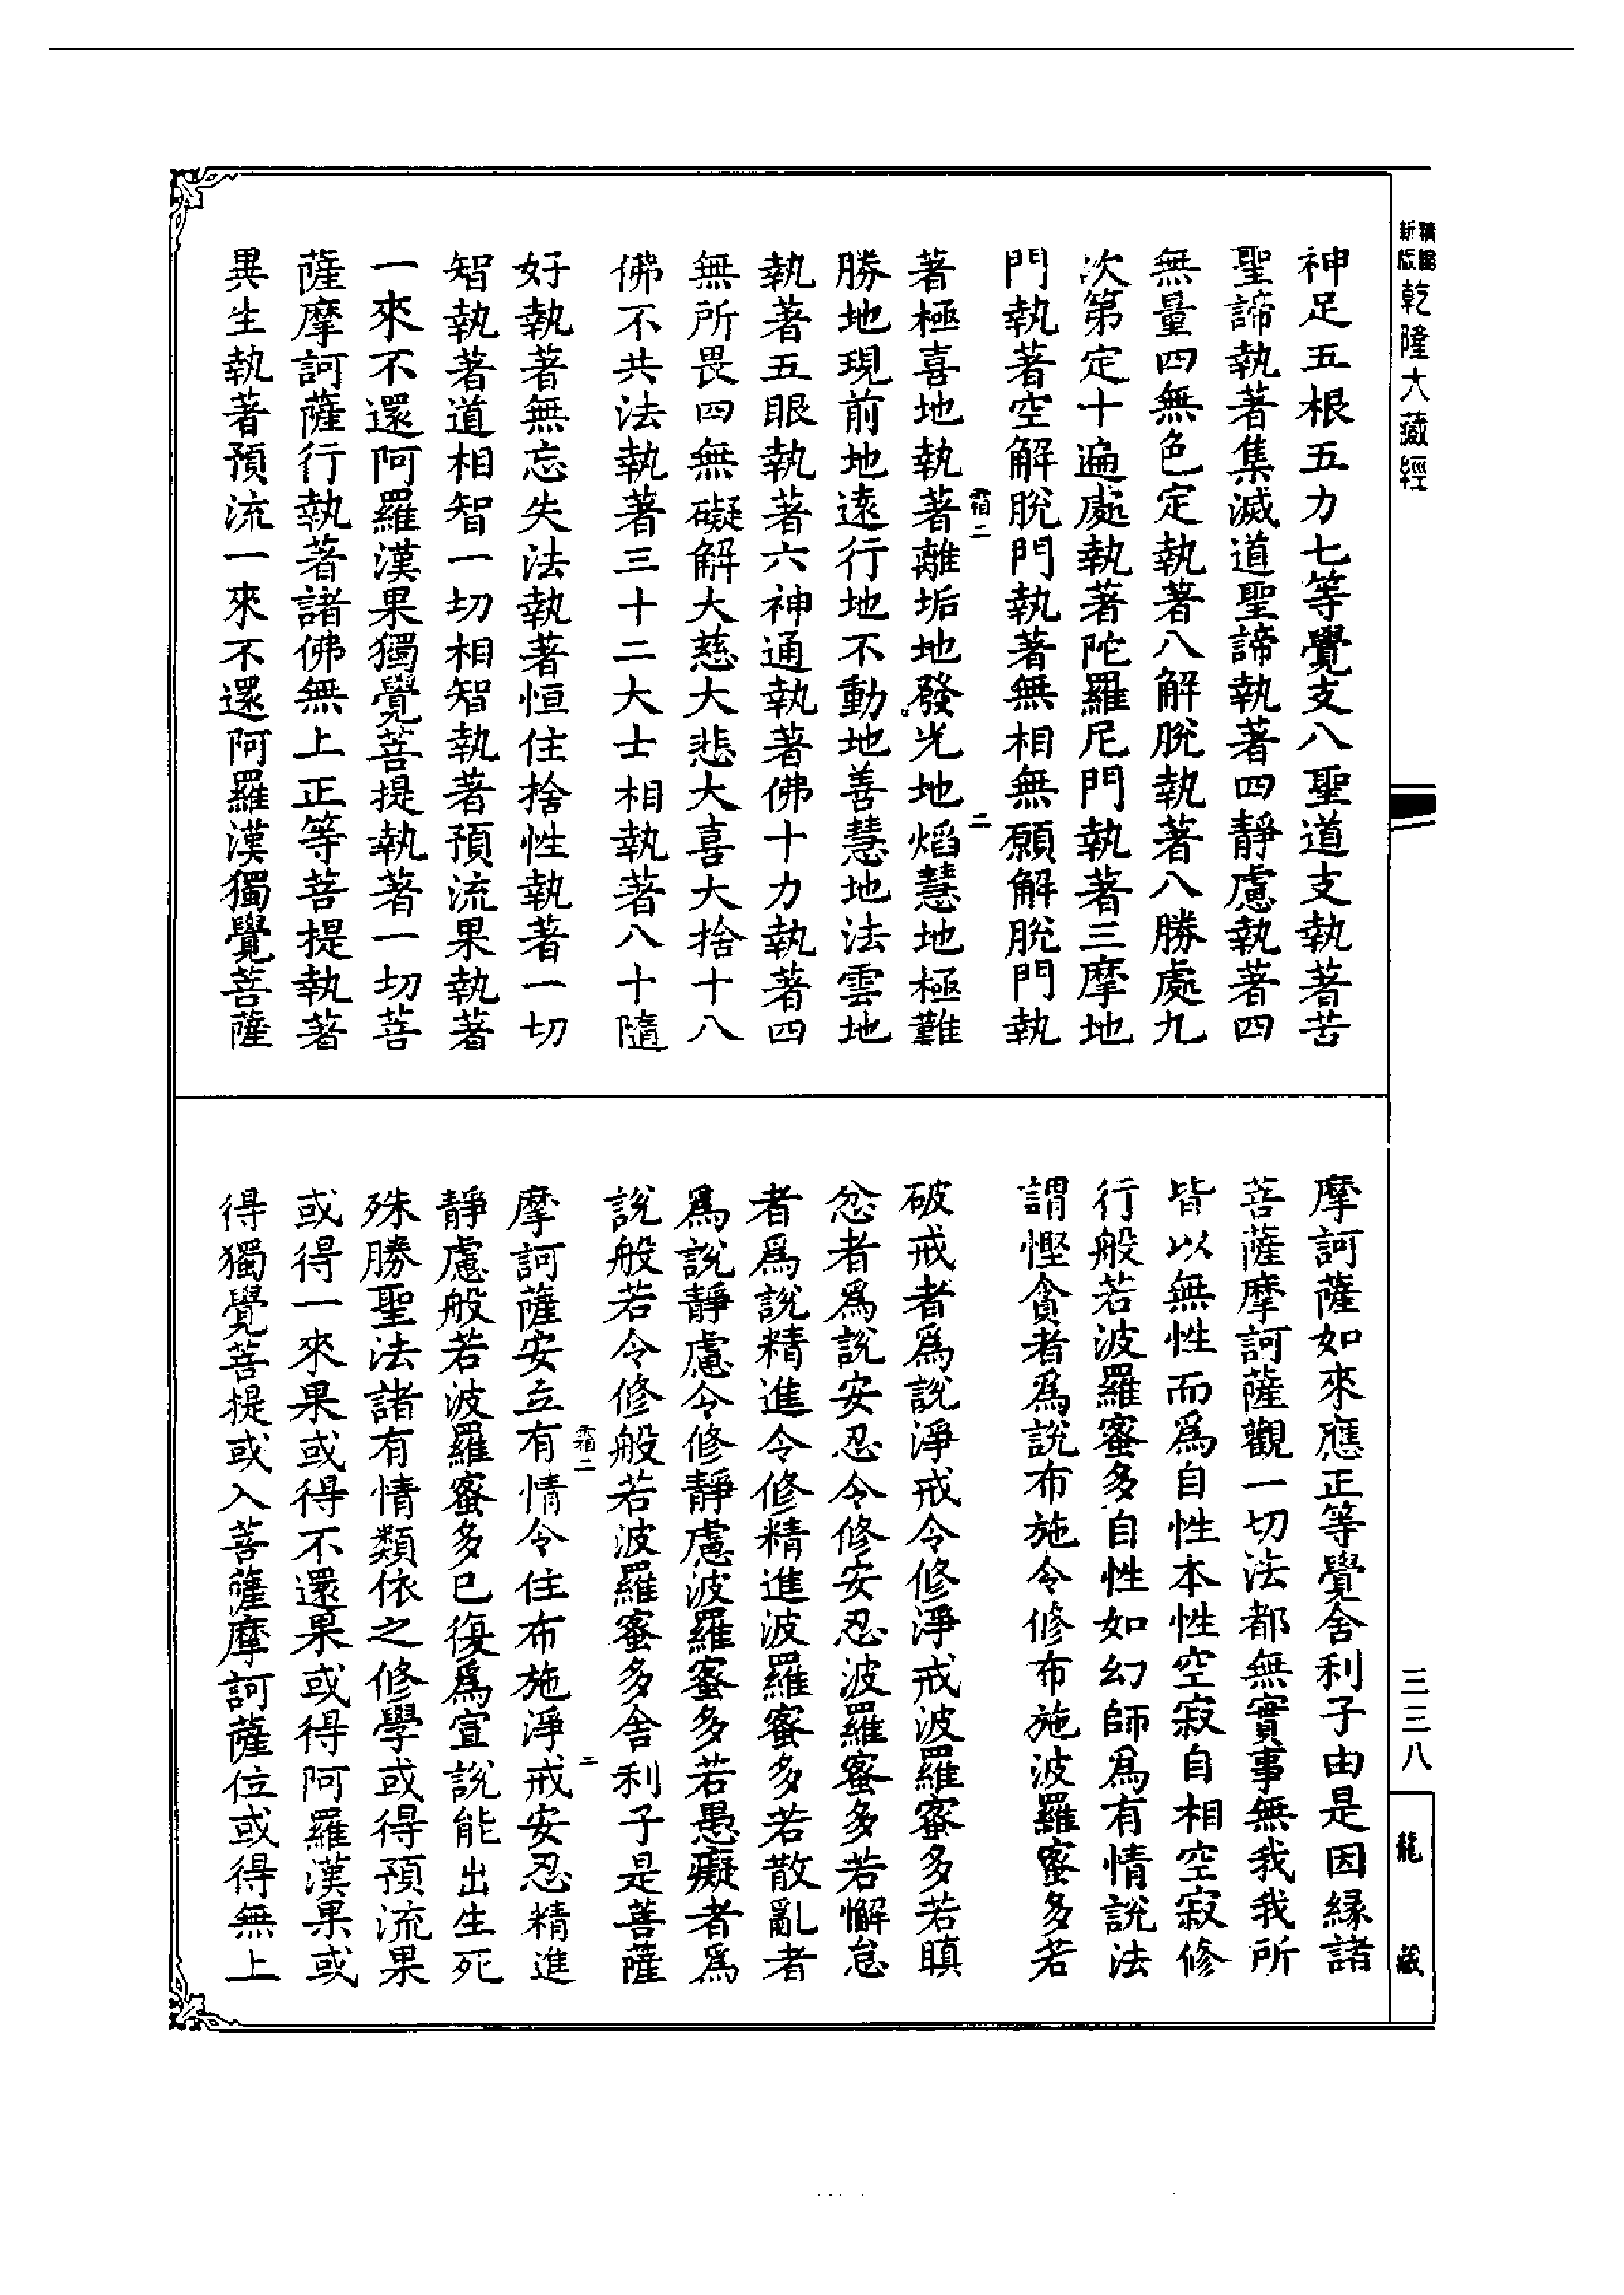 新版精縮乾隆大藏經
神足五根五力七等覺支八聖道支執著苦
聖諦執著集滅道聖諦執著四靜慮執著四
無量四無色定執著八解脫執著八勝處九
次第定十遍處執著陀羅尼門執著三摩地
門執著空解脫門執著無相無願解脫門執
霜二
二
著極喜地執著離垢地發光地焰慧地極難
勝地現前地遠行地不動地善慧地法雲地
執著五眼執著六神通執著佛十力執著四
無所畏四無礙解大慈大悲大喜大捨十八
佛不共法執著三十二大士相執著八十隨
好執著無忘失法執著恒住捨性執著一切
智執著道相智一切相智執著預流果執著
一來不還阿羅漢果獨覺菩提執著一切菩
薩摩訶薩行執著諸佛無上正等菩提執著
異生執著預流一來不還阿羅漢獨覺菩薩
摩訶薩如來應正等覺舍利子由是因緣諸
菩薩摩訶薩觀一切法都無實事無我我所
皆以無性而爲自性本性空寂自相空寂修
行般若波羅蜜多自性如幻師爲有情說法
謂慳貪者爲說布施令修布施波羅蜜多若
破戒者爲說淨戒令修淨戒波羅蜜多若瞋
忿者爲說安忍令修安忍波羅蜜多若懈怠
者爲說精進令修精進波羅蜜多若散亂者
爲說靜慮令修靜慮波羅蜜多若愚癡者爲
說般若令修般若波羅蜜多舍利子是菩薩
霜二
二
摩訶薩安立有情令住布施淨戒安忍精進
靜慮般若波羅蜜多已復爲宣說能出生死
殊勝聖法諸有情類依之修學或得預流果
或得一來果或得不還果或得阿羅漢果或
得獨覺菩提或入菩薩摩訶薩位或得無上
三三八
龍藏